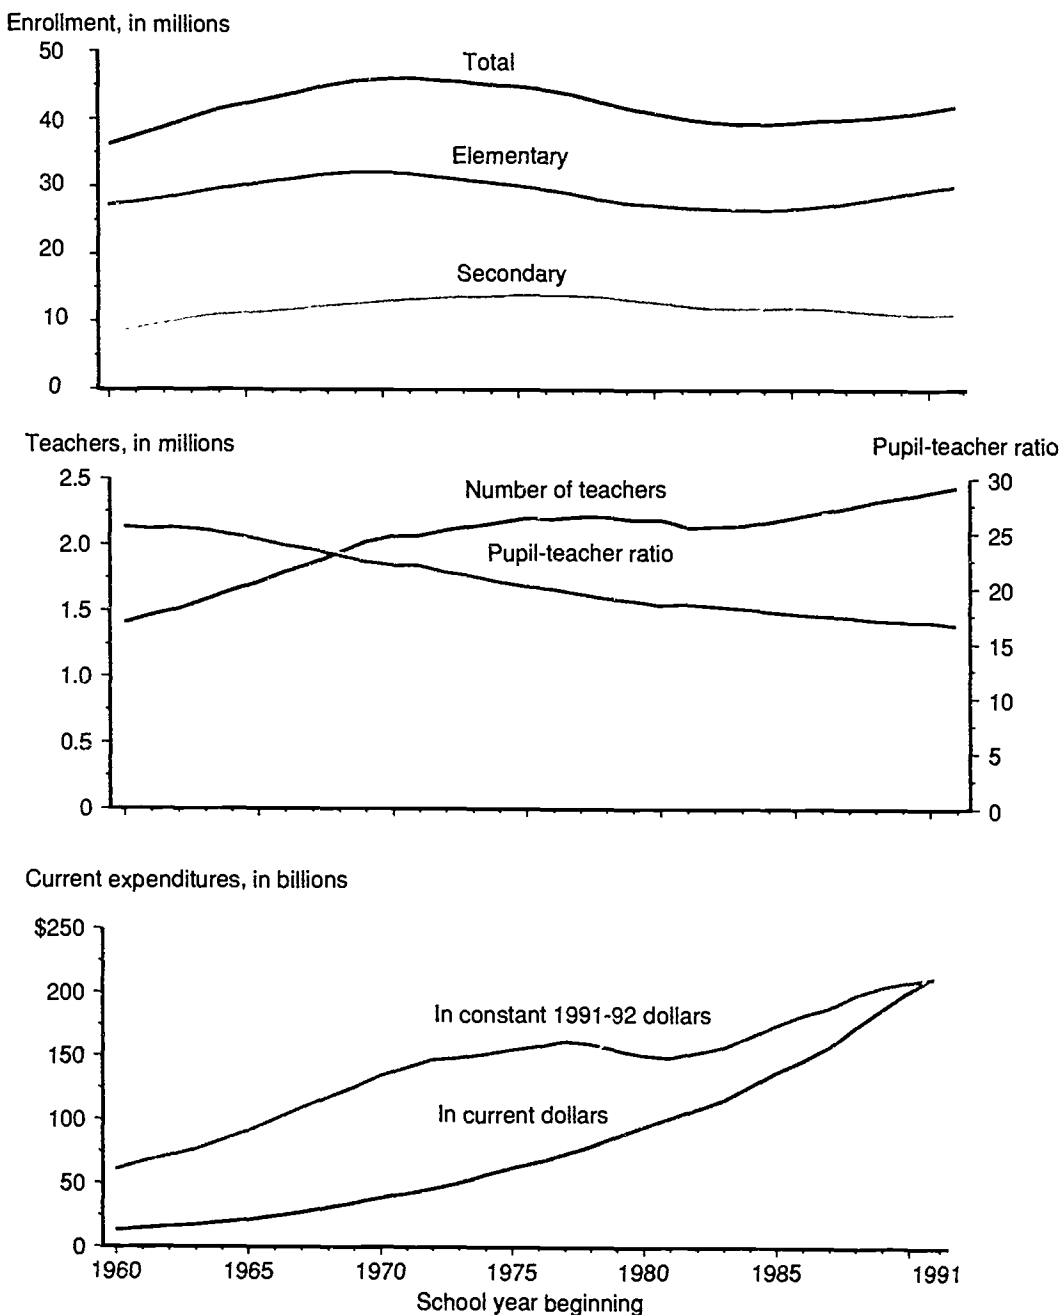 Enrollment, in millions
50
Total
40
Elementary
30
20
Secondary
10
0
Teachers, in millions
Pupil-teacher ratio
2.5
30
Number of teachers
2.0
25
Pupil-teacher ratio
1.5
20
1.0
15
10
0.5
5
0
0
Current expenditures, in billions
$250
200
In constant 1991-92 dollars
150
100
In current dollars
50
0
1960 1965 1970 1975 1980 1985 1991
School year beginning